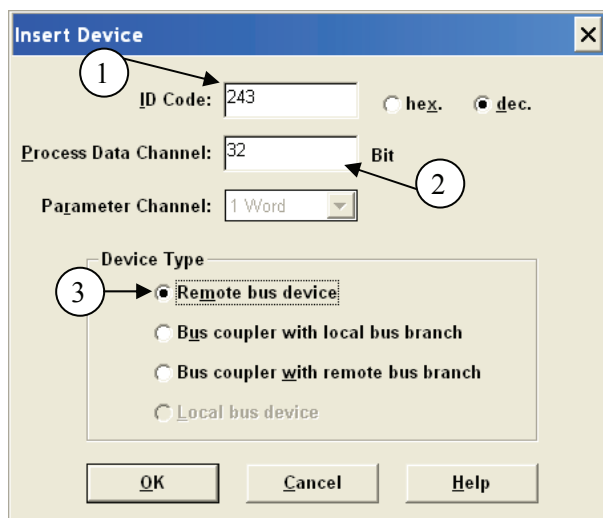 Insert Device
1
ID Code: 243 hex. dec.
Process Data Channel: 32 Bit
2
Parameter Channel: 1 Word
Device Type
3 Remote bus device
Bus coupler with local bus branch
Bus coupler with remote bus branch
Local bus device
OK Cancel Help